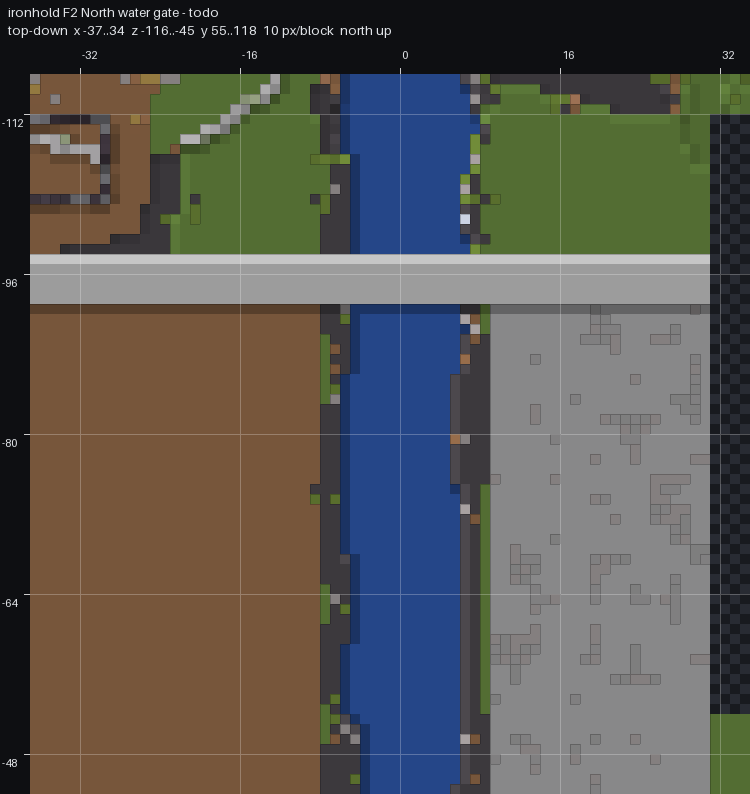 ironhold F2 North water gate - todo
top-down  x -37..34  z -116..-45  y 55..118  10 px/block  north up
-32 -16 0 16 32
-112
-96
-80
-64
-48